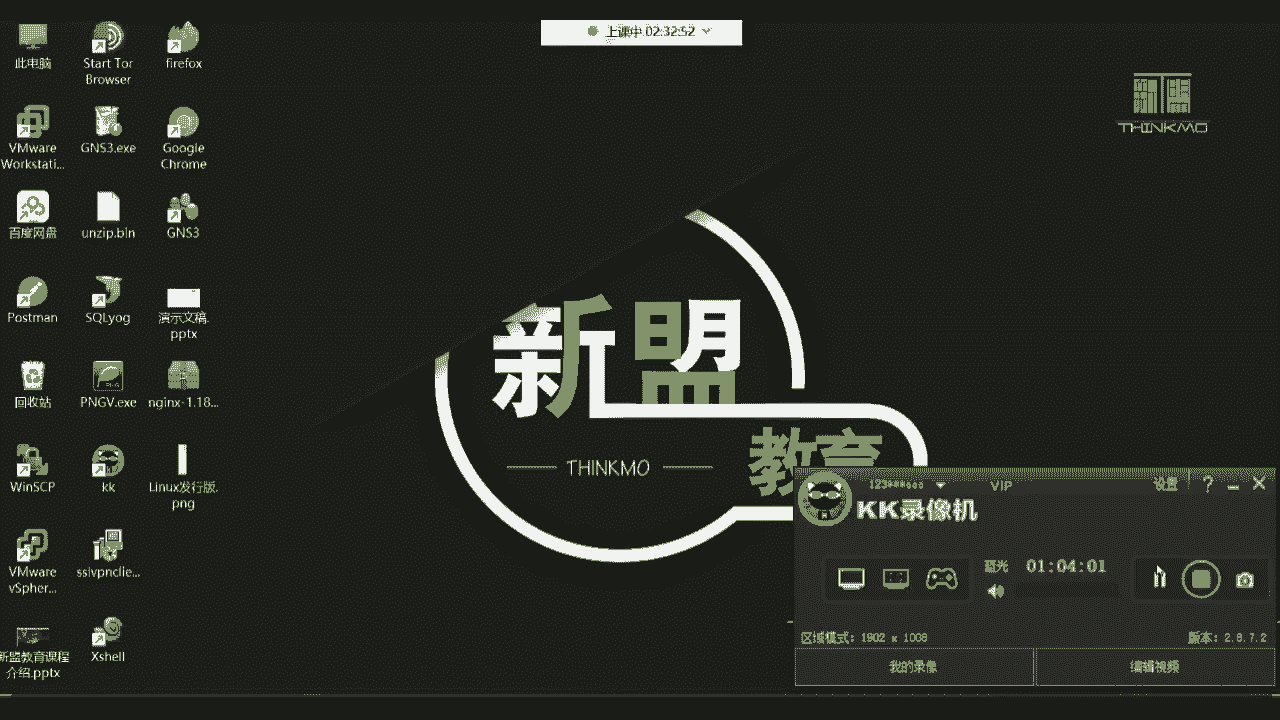 上课中 02:32:52
此电脑
Start Tor
Browser
firefox
THINKMO
VMware
Workstati...
GNS3.exe
Google
Chrome
百度网盘
unzip.bln
GNS3
Postman
SQLyog
演示文稿.
pptx
回收站
PNGV.exe
nginx-1.18...
WinSCP
kk
Linux发行版.
png
VMware
vSpher...
sslvpnclie...
新盟教育课程
介绍.pptx
Xshell
新盟
教育
THINKMO
VIP
设置
KK录像机
蓝光
01:04:01
区域模式: 1902 x 1008
版本: 2.8.7.2
我的录像
编辑视频